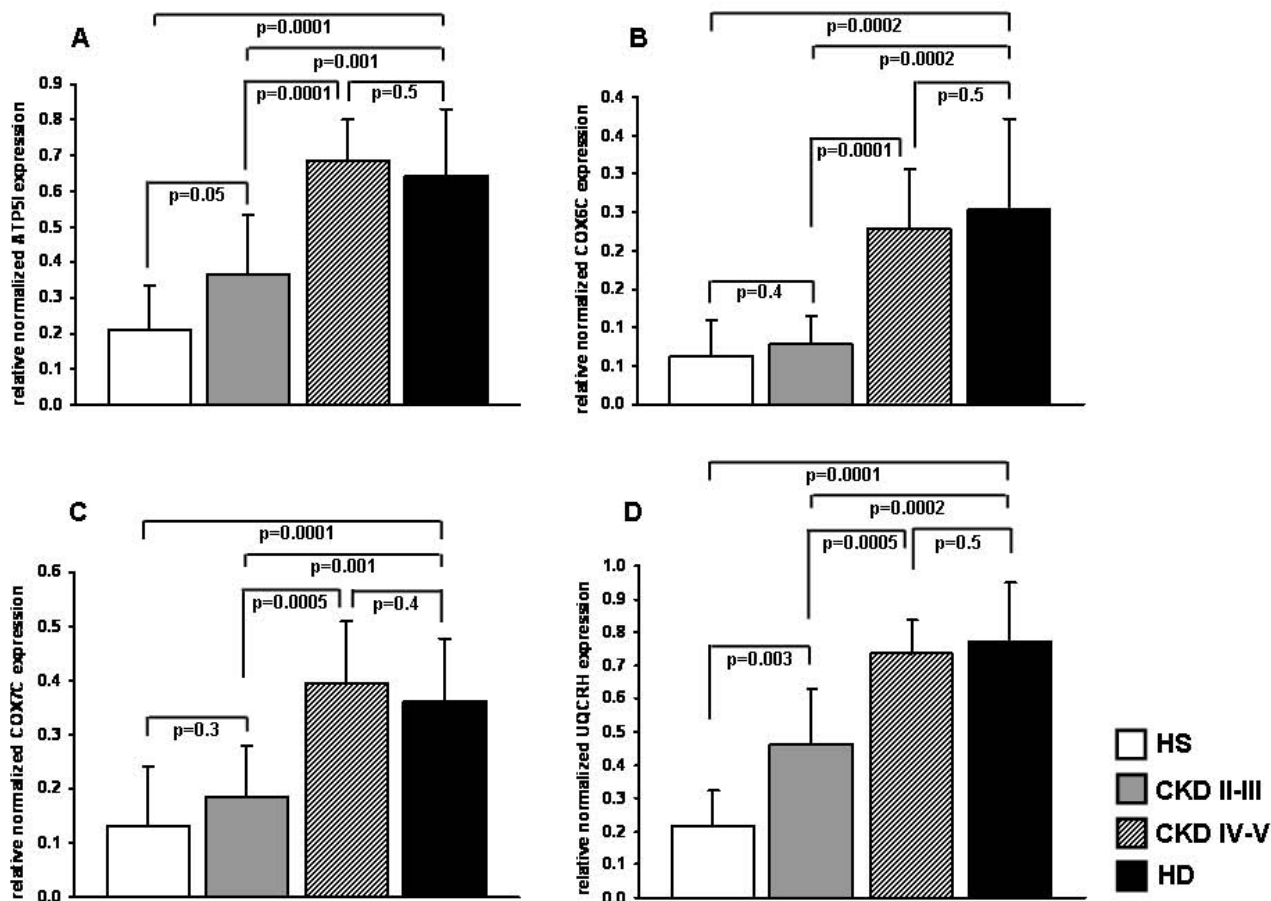 A
p=0.0001
p=0.001
p=0.0001
p=0.5
p=0.05
relative normalized ATP5I expression
0.9
0.8
0.7
0.6
0.5
0.4
0.3
0.2
0.1
0.0
B
p=0.0002
p=0.0002
p=0.5
p=0.0001
p=0.4
relative normalized COX6C expression
0.4
0.4
0.3
0.3
0.2
0.2
0.1
0.1
0.0
C
p=0.0001
p=0.001
p=0.0005
p=0.4
p=0.3
relative normalized COX7C expression
0.6
0.5
0.4
0.3
0.2
0.1
0.0
D
p=0.0001
p=0.0002
p=0.0005
p=0.5
p=0.003
relative normalized UQCRH expression
1.0
0.9
0.8
0.7
0.6
0.5
0.4
0.3
0.2
0.1
0.0
HS
CKD II-III
CKD IV-V
HD